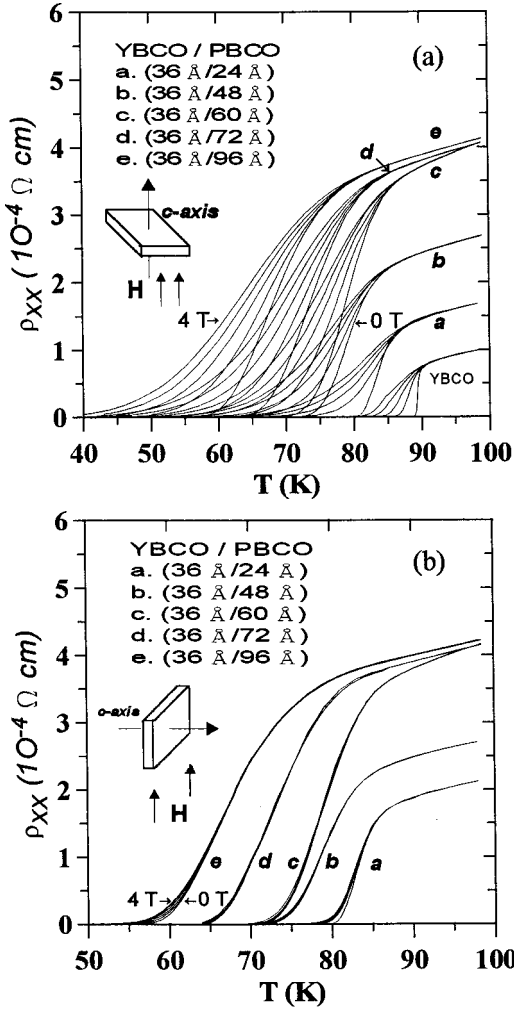 (a)
YBCO / PBCO
a. (36 Å/24 Å)
b. (36 Å/48 Å)
c. (36 Å/60 Å)
d. (36 Å/72 Å)
e. (36 Å/96 Å)
c-axis
H
4 T→
←0 T
e
d
c
b
a
YBCO
ρXX (10⁻⁴ Ω cm)
6
5
4
3
2
1
0
40 50 60 70 80 90 100
T (K)
(b)
YBCO / PBCO
a. (36 Å/24 Å)
b. (36 Å/48 Å)
c. (36 Å/60 Å)
d. (36 Å/72 Å)
e. (36 Å/96 Å)
c-axis
H
4 T→
←0 T
e d c b a
ρXX (10⁻⁴ Ω cm)
6
5
4
3
2
1
0
50 60 70 80 90 100
T (K)